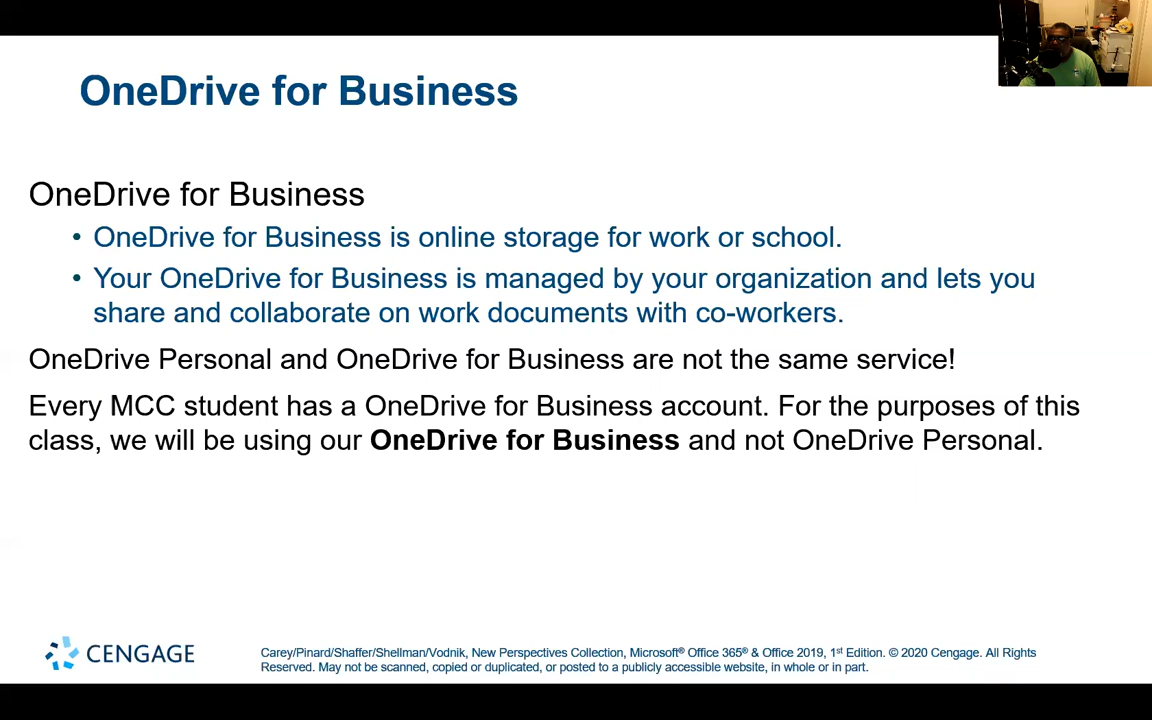 OneDrive for Business
OneDrive for Business
• OneDrive for Business is online storage for work or school.
• Your OneDrive for Business is managed by your organization and lets you
share and collaborate on work documents with co-workers.
OneDrive Personal and OneDrive for Business are not the same service!
Every MCC student has a OneDrive for Business account. For the purposes of this
class, we will be using our OneDrive for Business and not OneDrive Personal.
CENGAGE
Carey/Pinard/Shaffer/Shellman/Vodnik, New Perspectives Collection, Microsoft® Office 365® & Office 2019, 1st Edition. © 2020 Cengage. All Rights
Reserved. May not be scanned, copied or duplicated, or posted to a publicly accessible website, in whole or in part.